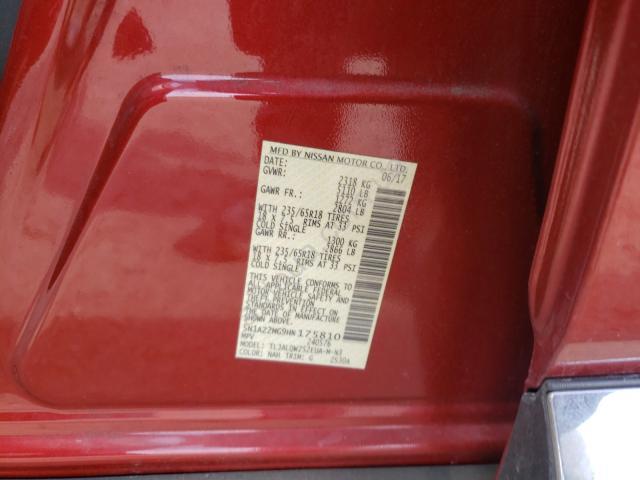 MFD BY NISSAN MOTOR CO., LTD.
DATE: 06/17
GVWR: 2318 KG
5110 LB
GAWR FR.: 1272 KG
2804 LB
WITH 235/65R18 TIRES
18 X 7.5 RIMS AT 33 PSI
COLD SINGLE
GAWR RR.: 1300 KG
2866 LB
WITH 235/65R18 TIRES
18 X 7.5 RIMS AT 33 PSI
COLD SINGLE
THIS VEHICLE CONFORMS TO
ALL APPLICABLE FEDERAL
MOTOR VEHICLE SAFETY AND
THEFT PREVENTION
STANDARDS IN EFFECT ON
THE DATE OF MANUFACTURE
SHOWN ABOVE.
5N1AZ2MG9HN175810
MPV 240576
COLOR: NAH TRIM: G